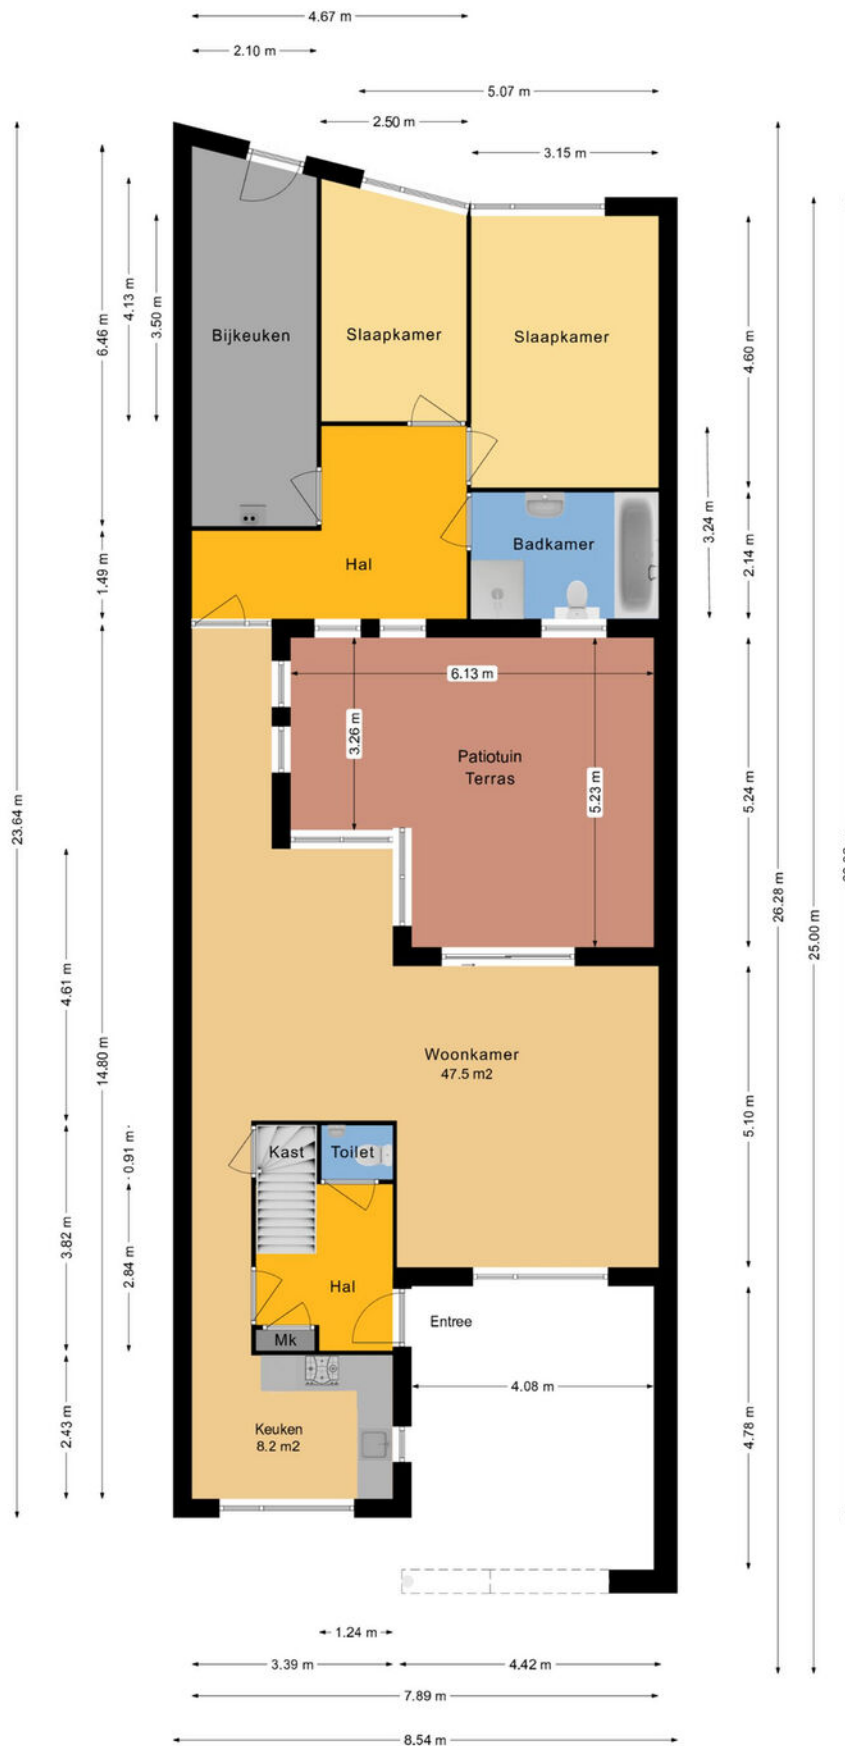 4.67 m
2.10 m
5.07 m
2.50 m
3.15 m
6.46 m
4.13 m
3.50 m
Bijkeuken
Slaapkamer
Slaapkamer
4.60 m
3.24 m
2.14 m
1.49 m
Badkamer
Hal
6.13 m
3.26 m
Patiotuin
Terras
5.23 m
5.24 m
23.64 m
26.28 m
25.00 m
4.61 m
14.80 m
Woonkamer
47.5 m2
5.10 m
0.91 m
Kast
Toilet
3.82 m
2.84 m
Hal
Mk
Entree
4.08 m
2.43 m
Keuken
8.2 m2
4.78 m
1.24 m
3.39 m
4.42 m
7.89 m
8.54 m